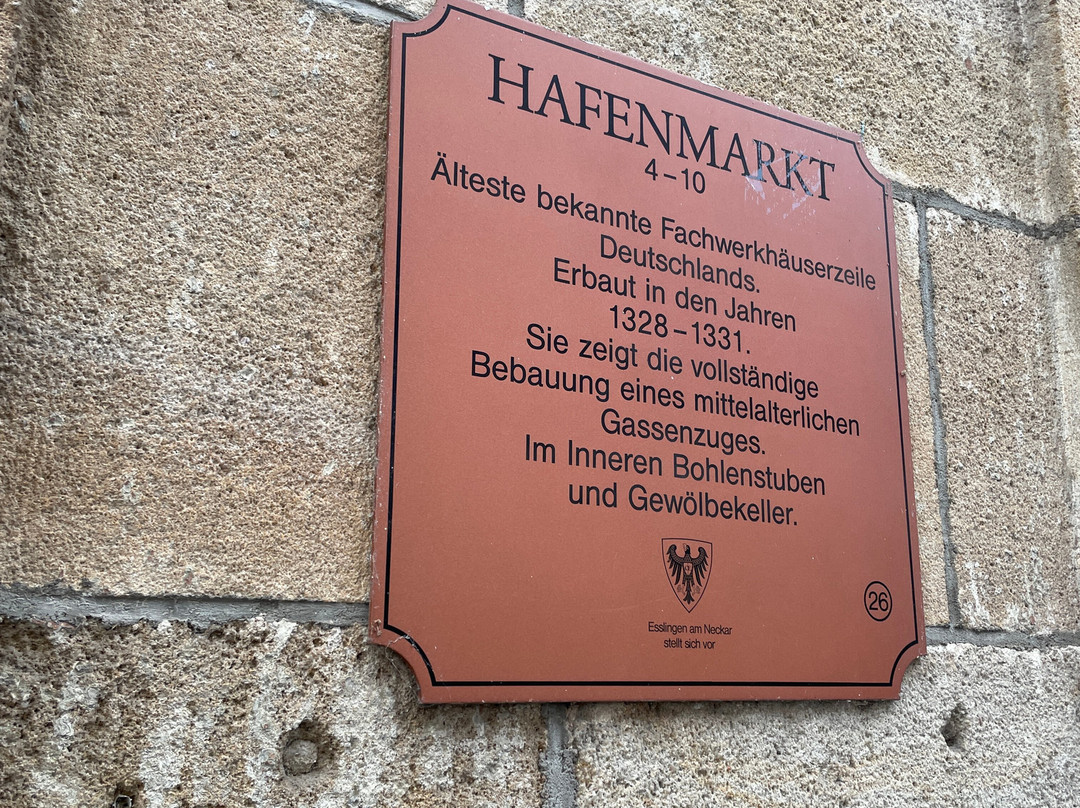 HAFENMARKT
4–10
Älteste bekannte Fachwerkhäuserzeile
Deutschlands.
Erbaut in den Jahren
1328–1331.
Sie zeigt die vollständige
Bebauung eines mittelalterlichen
Gassenzuges.
Im Inneren Bohlenstuben
und Gewölbekeller.
Esslingen am Neckar
stellt sich vor
26